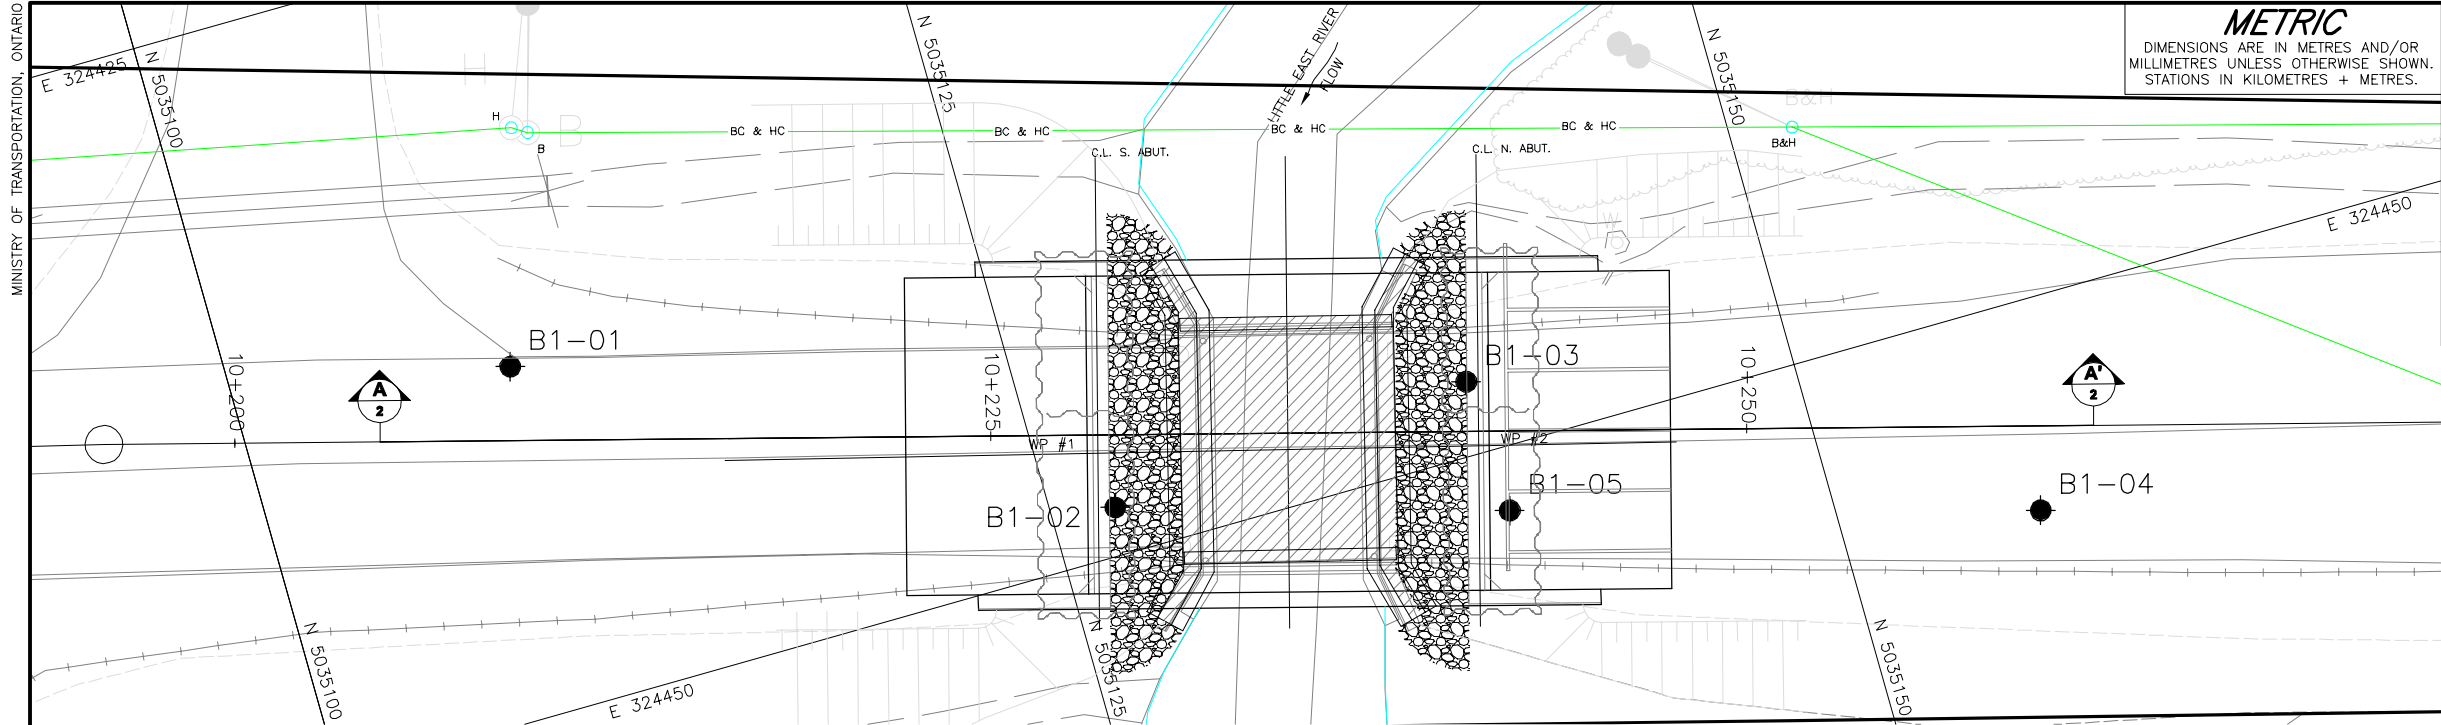 MINISTRY OF TRANSPORTATION, ONTARIO
METRIC
DIMENSIONS ARE IN METRES AND/OR
MILLIMETRES UNLESS OTHERWISE SHOWN.
STATIONS IN KILOMETRES + METRES.
E 324425
N 5035100
N 5035125
N 5035150
LITTLE EAST RIVER
FLOW
H
H
B
B
BC & HC
BC & HC
BC & HC
BC & HC
B&H
B&H
C.L. S. ABUT.
C.L. N. ABUT.
W
E 324450
B1-01
B1-03
10+200
10+225
10+250
A
2
A'
2
WP #1
WP #2
B1-02
B1-05
B1-04
N 5035100
N 5035125
N 5035150
E 324450